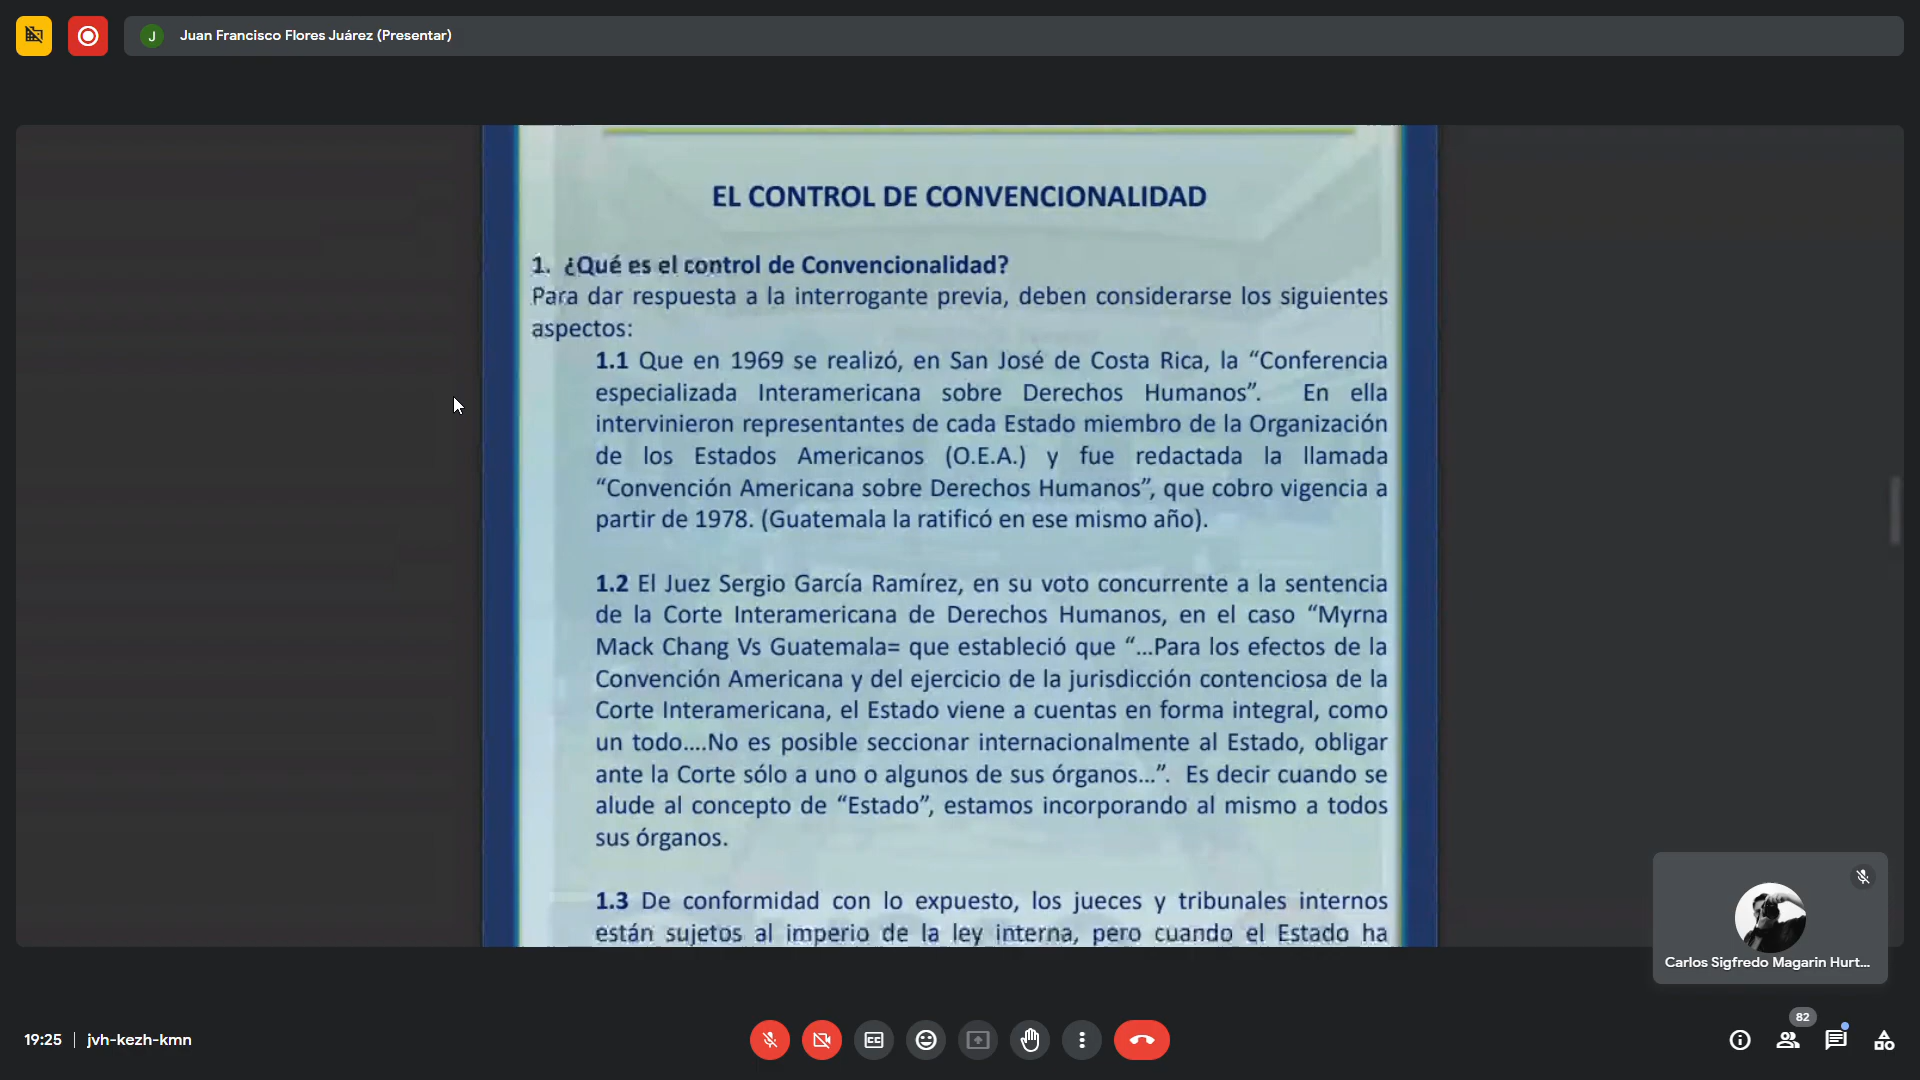 J Juan Francisco Flores Juárez (Presentar)
EL CONTROL DE CONVENCIONALIDAD
1. ¿Qué es el control de Convencionalidad?
Para dar respuesta a la interrogante previa, deben considerarse los siguientes
aspectos:
1.1 Que en 1969 se realizó, en San José de Costa Rica, la “Conferencia
especializada Interamericana sobre Derechos Humanos”. En ella
intervinieron representantes de cada Estado miembro de la Organización
de los Estados Americanos (O.E.A.) y fue redactada la llamada
“Convención Americana sobre Derechos Humanos”, que cobro vigencia a
partir de 1978. (Guatemala la ratificó en ese mismo año).
1.2 El Juez Sergio García Ramírez, en su voto concurrente a la sentencia
de la Corte Interamericana de Derechos Humanos, en el caso “Myrna
Mack Chang Vs Guatemala= que estableció que “...Para los efectos de la
Convención Americana y del ejercicio de la jurisdicción contenciosa de la
Corte Interamericana, el Estado viene a cuentas en forma integral, como
un todo....No es posible seccionar internacionalmente al Estado, obligar
ante la Corte sólo a uno o algunos de sus órganos...”. Es decir cuando se
alude al concepto de “Estado”, estamos incorporando al mismo a todos
sus órganos.
1.3 De conformidad con lo expuesto, los jueces y tribunales internos
están sujetos al imperio de la ley interna, pero cuando el Estado ha
Carlos Sigfredo Magarin Hurt...
19:25 | jvh-kezh-kmn
82